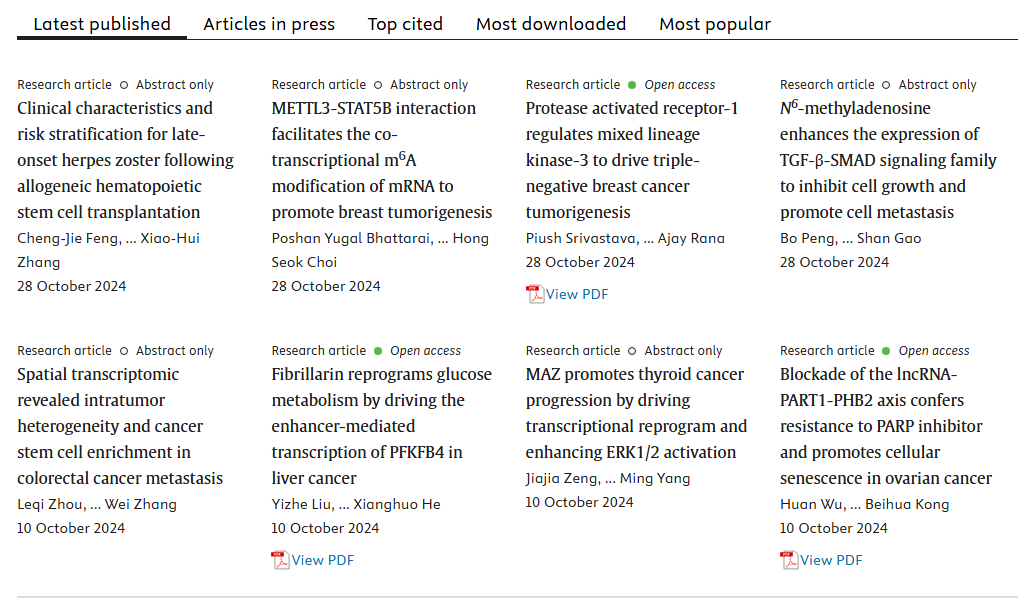 Latest published
Articles in press
Top cited
Most downloaded
Most popular
Research article
Abstract only
Clinical characteristics and
risk stratification for late-
onset herpes zoster following
allogeneic hematopoietic
stem cell transplantation
Cheng-Jie Feng, ... Xiao-Hui
Zhang
28 October 2024
Research article
Abstract only
METTL3-STAT5B interaction
facilitates the co-
transcriptional m⁶A
modification of mRNA to
promote breast tumorigenesis
Poshan Yugal Bhattarai, ... Hong
Seok Choi
28 October 2024
Research article
Open access
Protease activated receptor-1
regulates mixed lineage
kinase-3 to drive triple-
negative breast cancer
tumorigenesis
Piush Srivastava, ... Ajay Rana
28 October 2024
PDF
View PDF
Research article
Abstract only
N⁶-methyladenosine
enhances the expression of
TGF-β-SMAD signaling family
to inhibit cell growth and
promote cell metastasis
Bo Peng, ... Shan Gao
28 October 2024
Research article
Abstract only
Spatial transcriptomic
revealed intratumor
heterogeneity and cancer
stem cell enrichment in
colorectal cancer metastasis
Leqi Zhou, ... Wei Zhang
10 October 2024
Research article
Open access
Fibrillarin reprograms glucose
metabolism by driving the
enhancer-mediated
transcription of PFKFB4 in
liver cancer
Yizhe Liu, ... Xianghuo He
10 October 2024
PDF
View PDF
Research article
Abstract only
MAZ promotes thyroid cancer
progression by driving
transcriptional reprogram and
enhancing ERK1/2 activation
Jiajia Zeng, ... Ming Yang
10 October 2024
Research article
Open access
Blockade of the lncRNA-
PART1-PHB2 axis confers
resistance to PARP inhibitor
and promotes cellular
senescence in ovarian cancer
Huan Wu, ... Beihua Kong
10 October 2024
PDF
View PDF